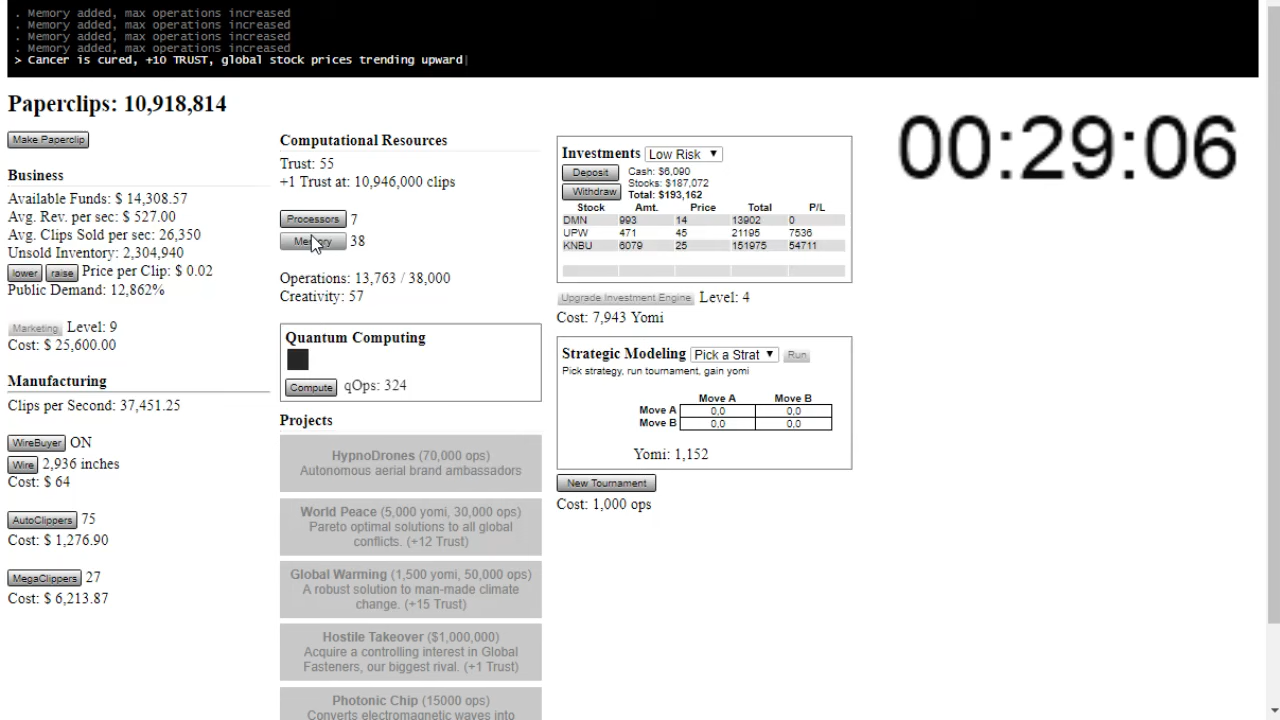 . Memory added, max operations increased
. Memory added, max operations increased
. Memory added, max operations increased
. Memory added, max operations increased
> Cancer is cured, +10 TRUST, global stock prices trending upward
Paperclips: 10,918,814
00:29:06
Make Paperclip
Business
Available Funds: $ 14,308.57
Avg. Rev. per sec: $ 527.00
Avg. Clips Sold per sec: 26,350
Unsold Inventory: 2,304,940
lower raise Price per Clip: $ 0.02
Public Demand: 12,862%
Marketing Level: 9
Cost: $ 25,600.00
Manufacturing
Clips per Second: 37,451.25
WireBuyer ON
Wire 2,936 inches
Cost: $ 64
AutoClippers 75
Cost: $ 1,276.90
MegaClippers 27
Cost: $ 6,213.87
Computational Resources
Trust: 55
+1 Trust at: 10,946,000 clips
Processors 7
Memory 38
Operations: 13,763 / 38,000
Creativity: 57
Quantum Computing
Compute qOps: 324
Projects
HypnoDrones (70,000 ops)
Autonomous aerial brand ambassadors
World Peace (5,000 yomi, 30,000 ops)
Pareto optimal solutions to all global
conflicts. (+12 Trust)
Global Warming (1,500 yomi, 50,000 ops)
A robust solution to man-made climate
change. (+15 Trust)
Hostile Takeover ($1,000,000)
Acquire a controlling interest in Global
Fasteners, our biggest rival. (+1 Trust)
Photonic Chip (15000 ops)
Converts electromagnetic waves into
Investments Low Risk
Deposit Cash: $6,090
Stocks: $187,072
Withdraw Total: $193,162
Stock Amt. Price Total P/L
DMN 993 14 13902 0
UPW 471 45 21195 7536
KNBU 6079 25 151975 54711
Upgrade Investment Engine Level: 4
Cost: 7,943 Yomi
Strategic Modeling Pick a Strat Run
Pick strategy, run tournament, gain yomi
Move A Move B
Move A 0,0 0,0
Move B 0,0 0,0
Yomi: 1,152
New Tournament
Cost: 1,000 ops